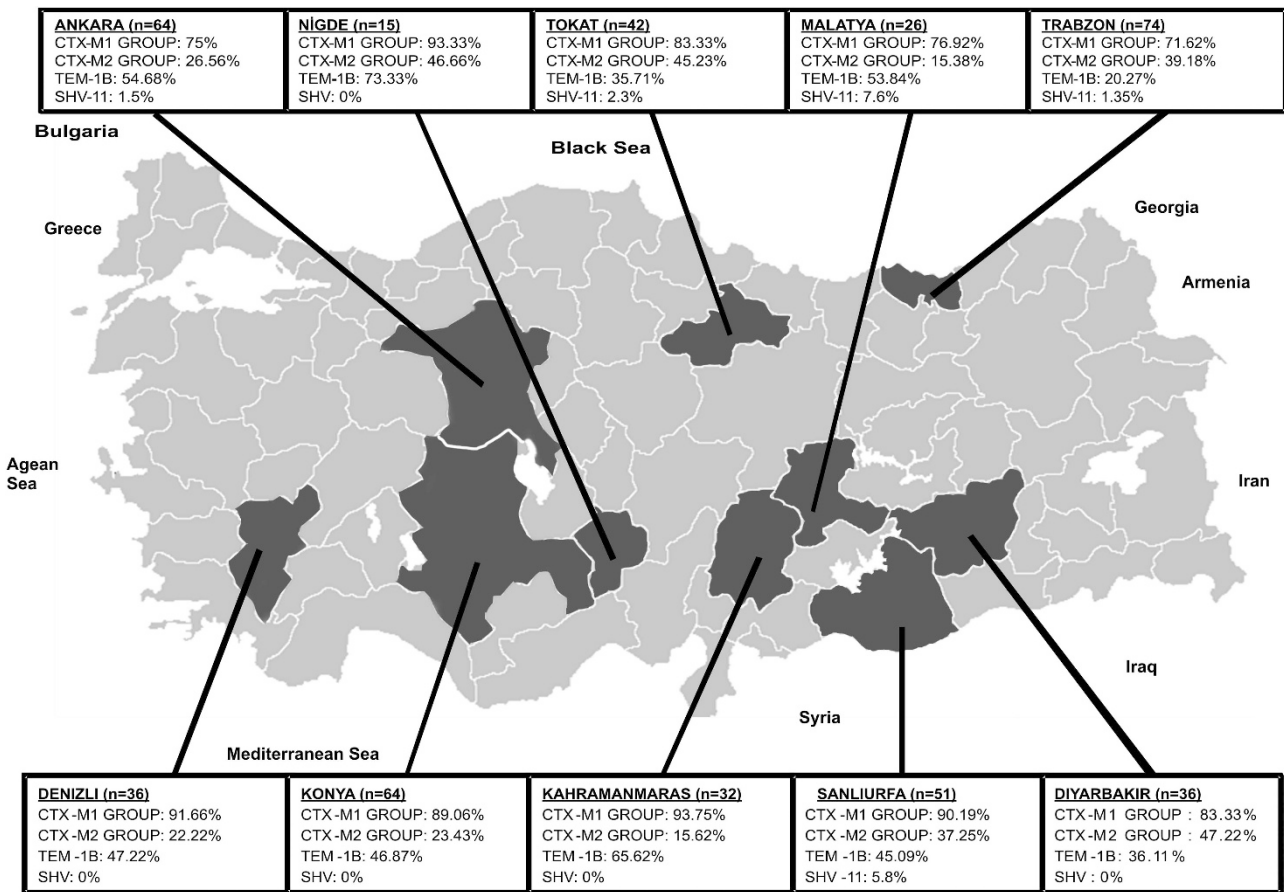 ANKARA (n=64)
CTX-M1 GROUP: 75%
CTX-M2 GROUP: 26.56%
TEM-1B: 54.68%
SHV-11: 1.5%
NİGDE (n=15)
CTX-M1 GROUP: 93.33%
CTX-M2 GROUP: 46.66%
TEM-1B: 73.33%
SHV: 0%
TOKAT (n=42)
CTX-M1 GROUP: 83.33%
CTX-M2 GROUP: 45.23%
TEM-1B: 35.71%
SHV-11: 2.3%
MALATYA (n=26)
CTX-M1 GROUP: 76.92%
CTX-M2 GROUP: 15.38%
TEM-1B: 53.84%
SHV-11: 7.6%
TRABZON (n=74)
CTX-M1 GROUP: 71.62%
CTX-M2 GROUP: 39.18%
TEM-1B: 20.27%
SHV-11: 1.35%
Bulgaria
Black Sea
Greece
Georgia
Armenia
Agean
Sea
Iran
Iraq
Syria
Mediterranean Sea
DENIZLI (n=36)
CTX -M1 GROUP: 91.66%
CTX -M2 GROUP: 22.22%
TEM -1B: 47.22%
SHV: 0%
KONYA (n=64)
CTX -M1 GROUP: 89.06%
CTX -M2 GROUP: 23.43%
TEM -1B: 46.87%
SHV: 0%
KAHRAMANMARAS (n=32)
CTX -M1 GROUP: 93.75%
CTX -M2 GROUP: 15.62%
TEM -1B: 65.62%
SHV: 0%
SANLIURFA (n=51)
CTX -M1 GROUP: 90.19%
CTX -M2 GROUP: 37.25%
TEM -1B: 45.09%
SHV -11: 5.8%
DIYARBAKIR (n=36)
CTX -M1 GROUP : 83.33%
CTX -M2 GROUP : 47.22%
TEM -1B : 36.11%
SHV : 0%